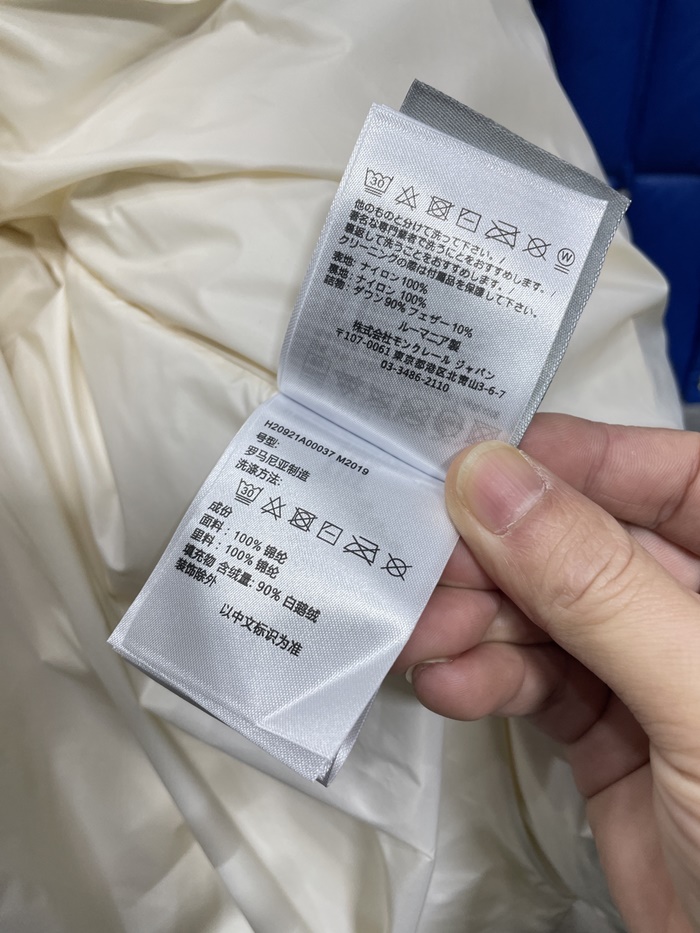 30
W
他のものと分けて洗って下さい。/
著名な専門業者で洗うことをおすすめします。/
裏返して洗うことをおすすめします。/
クリーニングの際は付属品を保護して下さい。
表地: ナイロン 100%
裏地: ナイロン 100%
詰物: ダウン 90% フェザー 10%
ルーマニア製
株式会社モンクレール ジャパン
〒107-0061 東京都港区北青山3-6-7
03-3486-2110
H20921A00037 M2019
号型:
罗马尼亚制造
洗涤方法:
30
成份
面料 : 100% 锦纶
里料 : 100% 锦纶
填充物 含绒量: 90% 白鹅绒
装饰除外
以中文标识为准